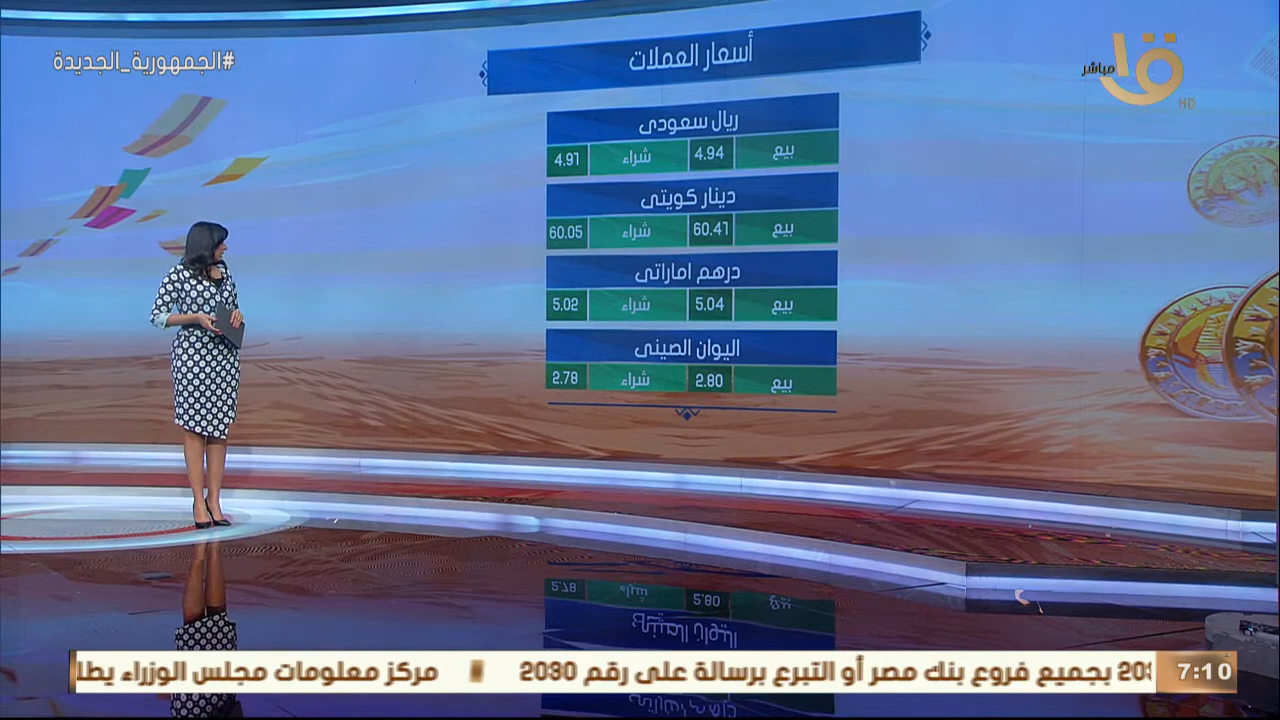 #الجمهورية_الجديدة
مباشر
HD
أسعار العملات
ريال سعودى
بيع 4.94 شراء 4.91
دينار كويتى
بيع 60.41 شراء 60.05
درهم اماراتى
بيع 5.04 شراء 5.02
اليوان الصينى
بيع 2.80 شراء 2.78
7:10
بجميع فروع بنك مصر أو التبرع برسالة على رقم 2030 مركز معلومات مجلس الوزراء